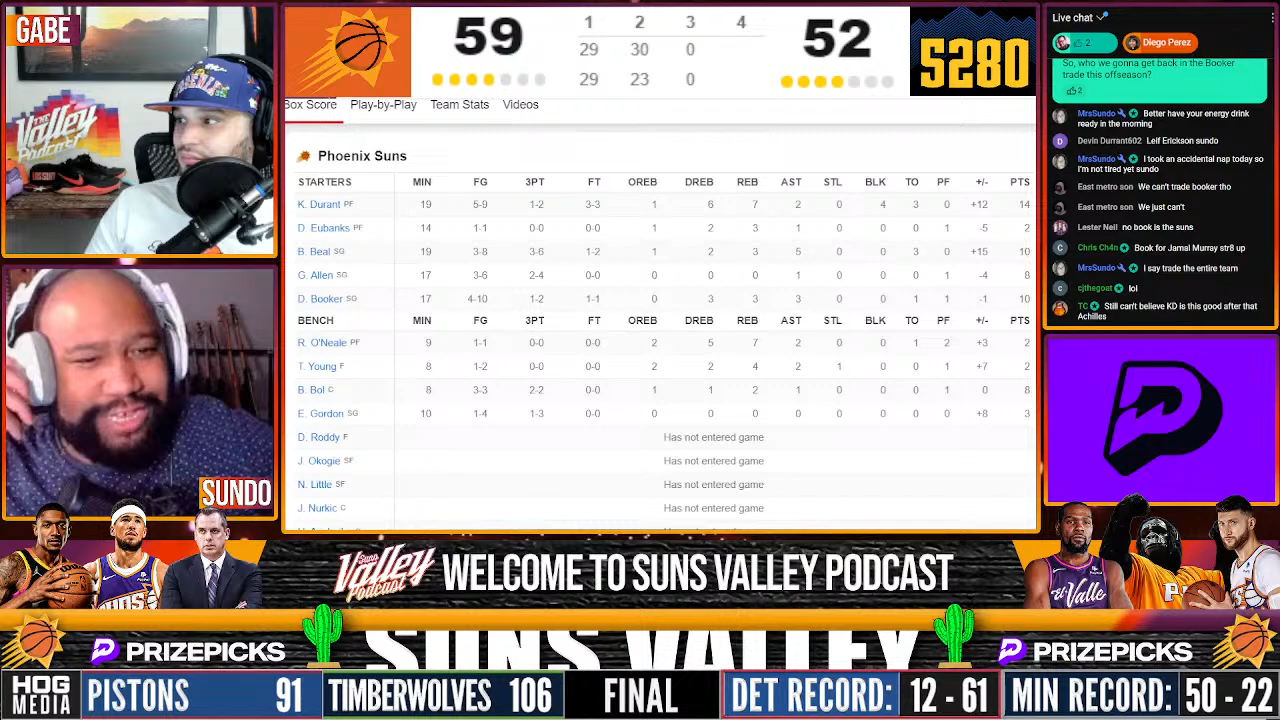 GABE
THE
Valley
Podcast
SUNDO
59
1 2 3 4
29 30 0
29 23 0
52
5280
Box Score Play-by-Play Team Stats Videos
Phoenix Suns
STARTERS MIN FG 3PT FT OREB DREB REB AST STL BLK TO PF +/- PTS
K. Durant PF 19 5-9 1-2 3-3 1 6 7 2 0 4 3 0 +12 14
D. Eubanks PF 14 1-1 0-0 0-0 1 2 3 1 0 0 0 1 -5 2
B. Beal SG 19 3-8 3-6 1-2 1 2 3 5 0 0 3 0 +15 10
G. Allen SG 17 3-6 2-4 0-0 0 0 0 1 0 0 0 1 -4 8
D. Booker SG 17 4-10 1-2 1-1 0 3 3 3 0 0 1 1 -1 10
BENCH MIN FG 3PT FT OREB DREB REB AST STL BLK TO PF +/- PTS
R. O'Neale PF 9 1-1 0-0 0-0 2 5 7 2 0 0 1 2 +3 2
T. Young F 8 1-2 0-0 0-0 2 2 4 2 1 0 0 1 +7 2
B. Bol C 8 3-3 2-2 0-0 1 1 2 1 0 0 0 1 0 8
E. Gordon SG 10 1-4 1-3 0-0 0 0 0 0 0 0 0 0 +8 3
D. Roddy F Has not entered game
J. Okogie SF Has not entered game
N. Little SF Has not entered game
J. Nurkic C Has not entered game
Live chat
2 Diego Perez
So, who we gonna get back in the Booker
trade this offseason?
2
MrsSundo Better have your energy drink
ready in the morning
Devin Durrant602 Leif Erickson sundo
MrsSundo I took an accidental nap today so
I'm not tired yet sundo
East metro son We can't trade booker tho
East metro son We just can't
Lester Neil no book is the suns
Chris Ch4n Book for Jamal Murray str8 up
MrsSundo I say trade the entire team
cjthegoat lol
TC Still can't believe KD is this good after that
Achilles
Suns
Valley
Podcast
WELCOME TO SUNS VALLEY PODCAST
PRIZEPICKS
SUNS VALLEY
PRIZEPICKS
HOG
MEDIA
PISTONS 91 TIMBERWOLVES 106 FINAL DET RECORD: 12 - 61 MIN RECORD: 50 - 22